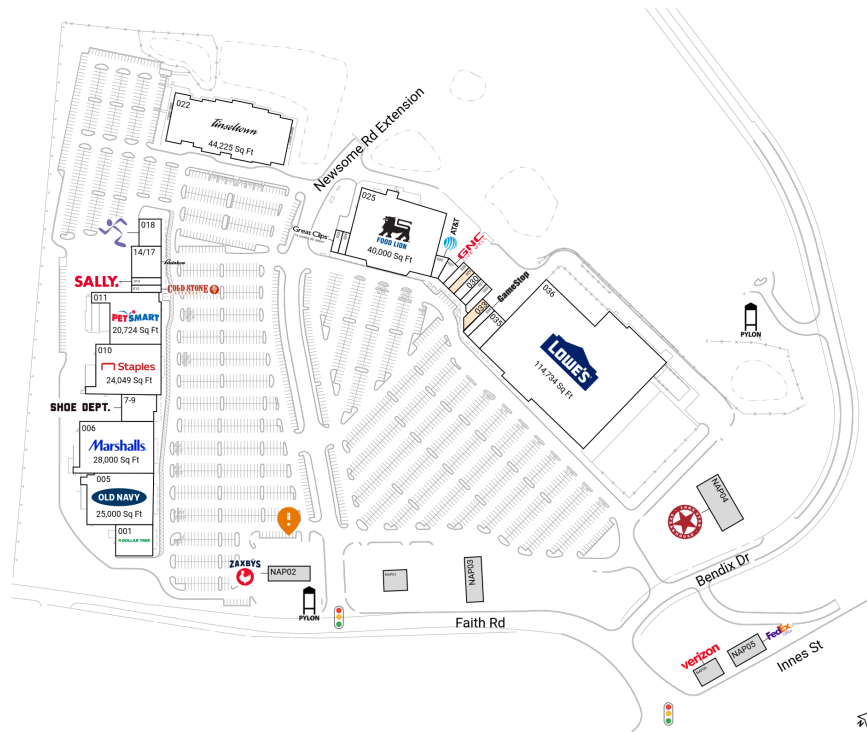 022
Tinseltown
44,225 Sq Ft
Newsome Rd Extension
025
FOOD LION
40,000 Sq Ft
Great Clips
AT&T
GNC
030
033
035
GameStop
036
LOWE'S
114,734 Sq Ft
PYLON
018
14/17
Rainbow
SALLY.
COLD STONE
011
PETSMART
20,724 Sq Ft
010
Staples
24,049 Sq Ft
SHOE DEPT.
7-9
006
Marshalls
28,000 Sq Ft
005
OLD NAVY
25,000 Sq Ft
001
DOLLAR TREE
ZAXBYS
NAP02
PYLON
NAP01
NAP03
NAP04
Faith Rd
Bendix Dr
verizon
NAP05
FedEx
Innes St